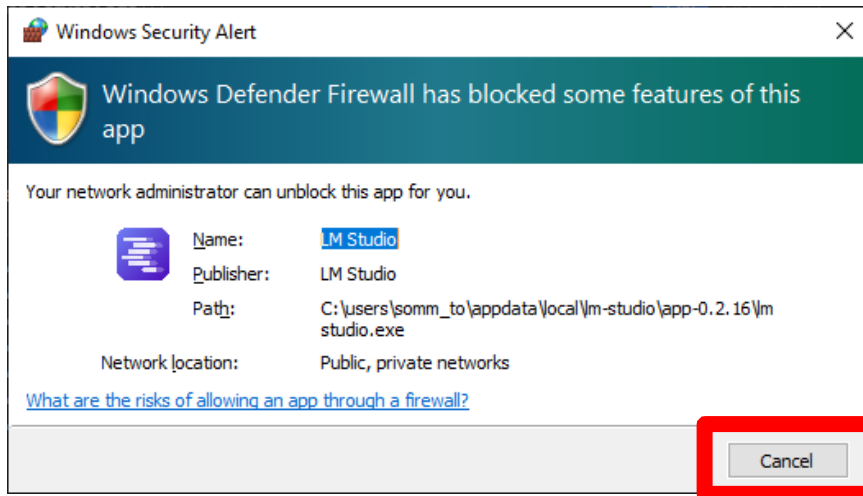 Windows Security Alert
Windows Defender Firewall has blocked some features of this
app
Your network administrator can unblock this app for you.
Name: LM Studio
Publisher: LM Studio
Path: C:\users\somm_to\appdata\local\lm-studio\app-0.2.16\lm
studio.exe
Network location: Public, private networks
What are the risks of allowing an app through a firewall?
Cancel